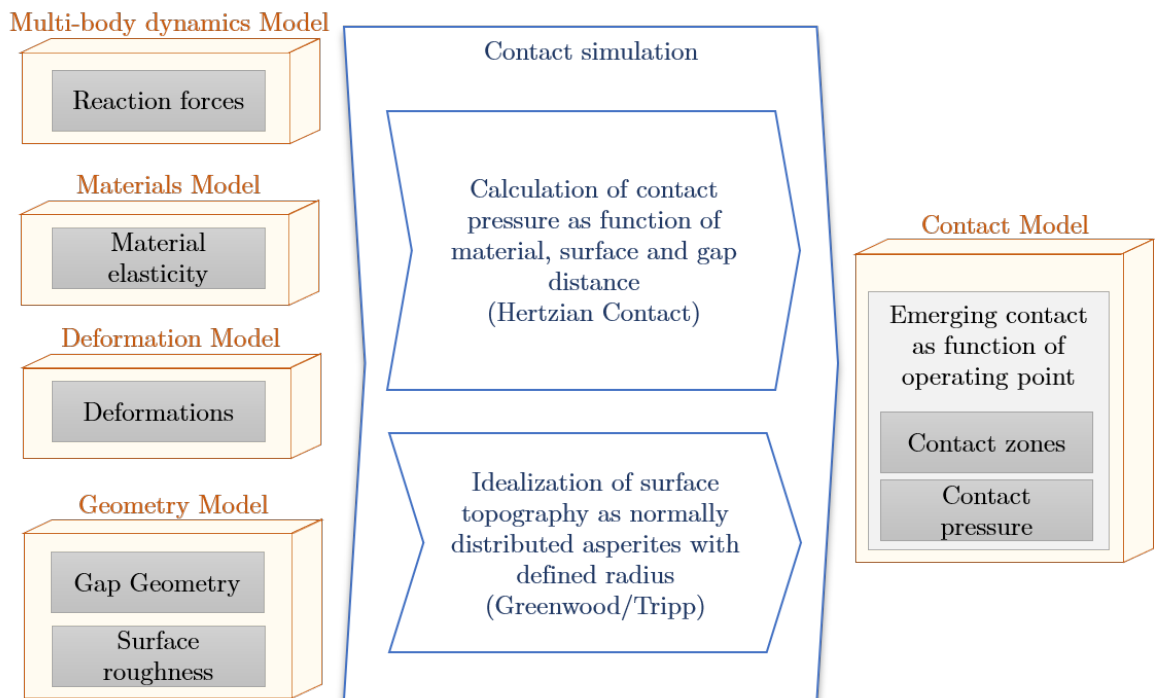 Multi-body dynamics Model
Reaction forces
Materials Model
Material
elasticity
Deformation Model
Deformations
Geometry Model
Gap Geometry
Surface
roughness
Contact simulation
Calculation of contact
pressure as function of
material, surface and gap
distance
(Hertzian Contact)
Idealization of surface
topography as normally
distributed asperites with
defined radius
(Greenwood/Tripp)
Contact Model
Emerging contact
as function of
operating point
Contact zones
Contact
pressure